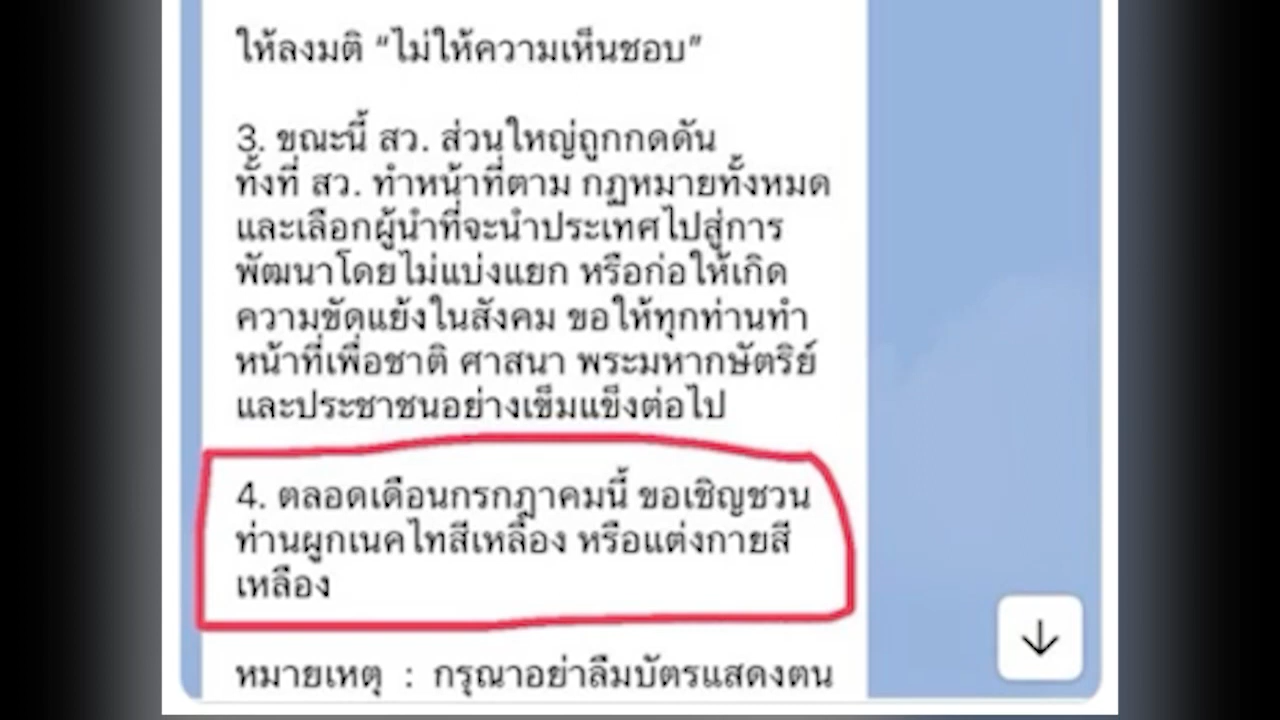 ให้ลงมติ “ไม่ให้ความเห็นชอบ”
3. ขณะนี้ สว. ส่วนใหญ่ถูกกดดัน
ทั้งที่ สว. ทำหน้าที่ตาม กฎหมายทั้งหมด
และเลือกผู้นำที่จะนำประเทศไปสู่การ
พัฒนาโดยไม่แบ่งแยก หรือก่อให้เกิด
ความขัดแย้งในสังคม ขอให้ทุกท่านทำ
หน้าที่เพื่อชาติ ศาสนา พระมหากษัตริย์
และประชาชนอย่างเข็มแข็งต่อไป
4. ตลอดเดือนกรกฎาคมนี้ ขอเชิญชวน
ท่านผูกเนคไทสีเหลือง หรือแต่งกายสี
เหลือง
หมายเหตุ : กรุณาอย่าลืมบัตรแสดงตน